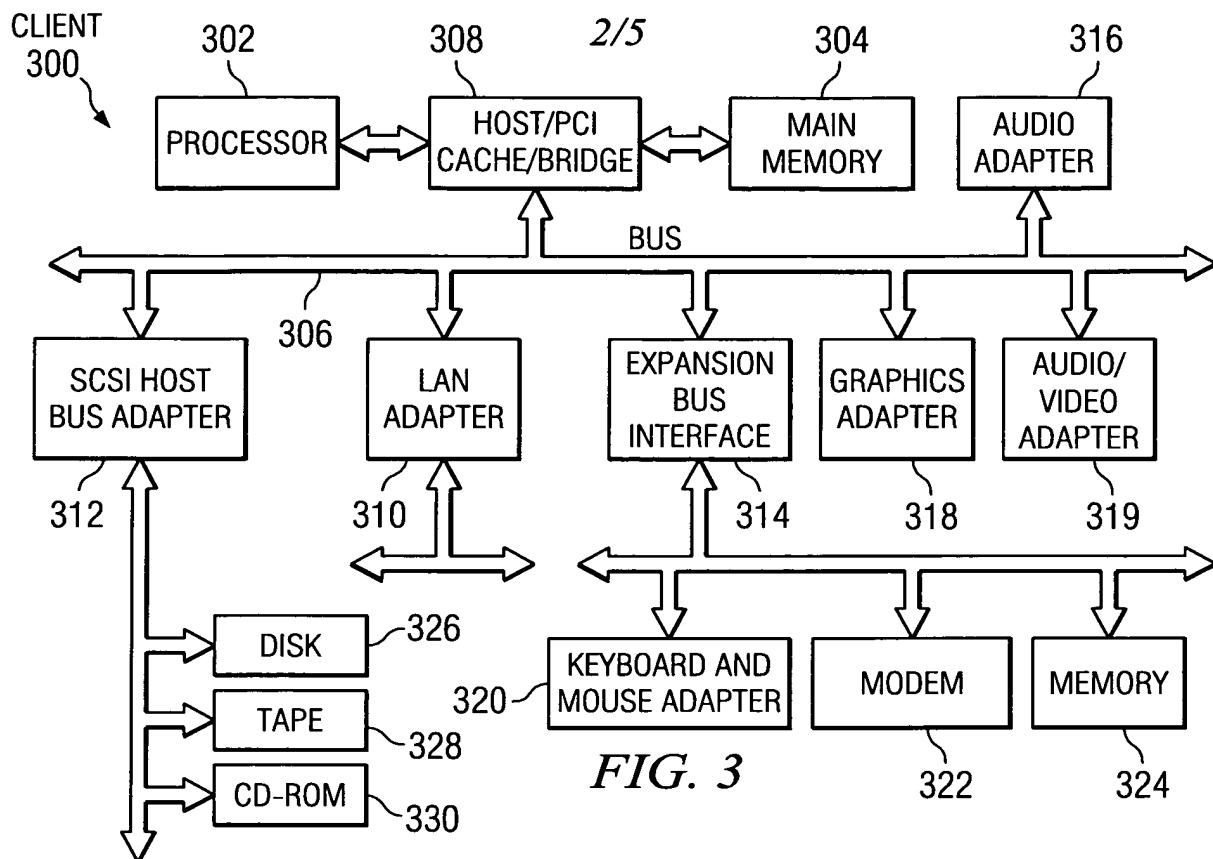 2/5
CLIENT
300
302
308
304
316
PROCESSOR
HOST/PCI
CACHE/BRIDGE
MAIN
MEMORY
AUDIO
ADAPTER
BUS
306
SCSI HOST
BUS ADAPTER
LAN
ADAPTER
EXPANSION
BUS
INTERFACE
GRAPHICS
ADAPTER
AUDIO/
VIDEO
ADAPTER
312
310
314
318
319
DISK
326
TAPE
328
CD-ROM
330
KEYBOARD AND
MOUSE ADAPTER
320
MODEM
MEMORY
322
324
FIG. 3